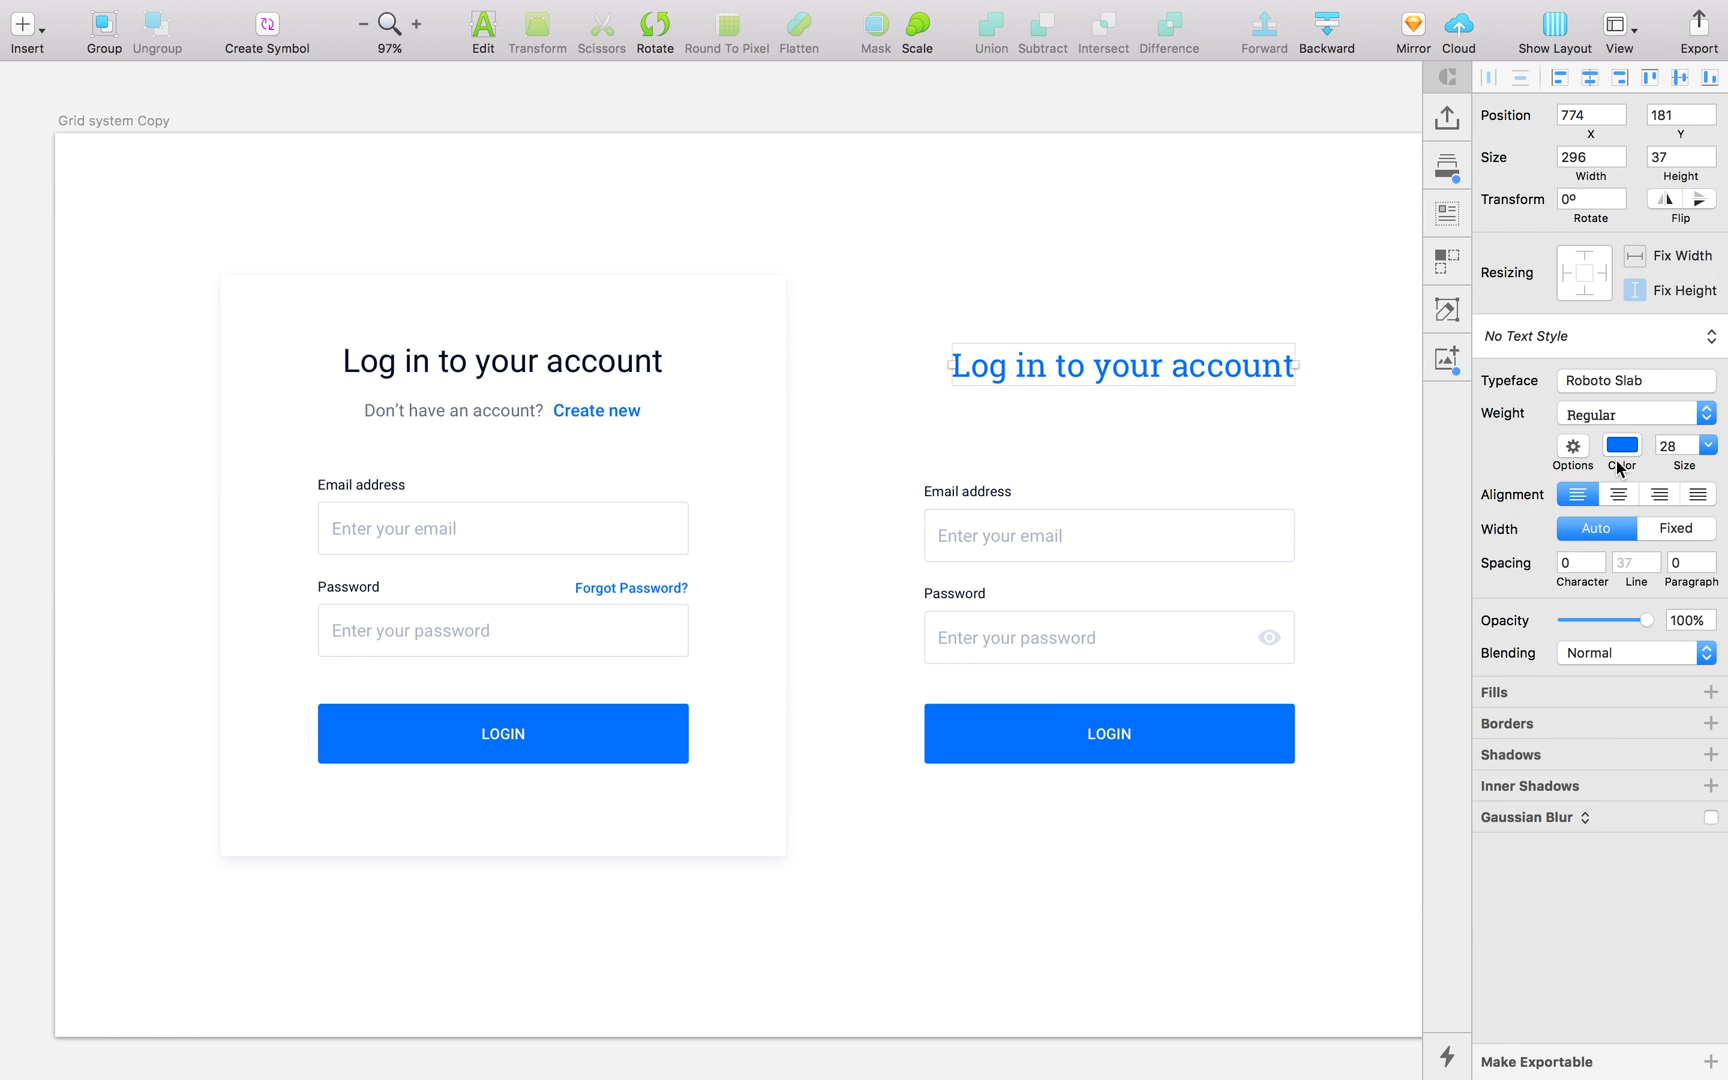 Insert Group Ungroup Create Symbol 97% Edit Transform Scissors Rotate Round To Pixel Flatten Mask Scale Union Subtract Intersect Difference Forward Backward Mirror Cloud Show Layout View Export
Grid system Copy
Log in to your account
Don't have an account? Create new
Email address
Enter your email
Password Forgot Password?
Enter your password
LOGIN
Log in to your account
Email address
Enter your email
Password
Enter your password
LOGIN
Position 774 181
X Y
Size 296 37
Width Height
Transform 0º
Rotate Flip
Resizing Fix Width
Fix Height
No Text Style
Typeface Roboto Slab
Weight Regular
28
Options Color Size
Alignment
Width Auto Fixed
Spacing 0 37 0
Character Line Paragraph
Opacity 100%
Blending Normal
Fills
Borders
Shadows
Inner Shadows
Gaussian Blur
Make Exportable